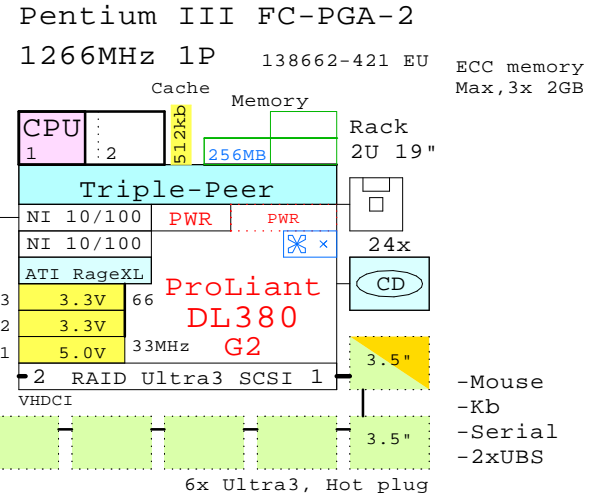 Pentium III FC-PGA-2
1266MHz 1P 138662-421 EU
ECC memory
Max,3x 2GB
Cache
Memory
CPU
1 2
512kb
256MB
Rack
2U 19"
Triple-Peer
NI 10/100 PWR PWR
NI 10/100 ×
24x
ATI RageXL
CD
ProLiant
DL380
G2
3 3.3V 66
2 3.3V
1 5.0V 33MHz
3.5"
2 RAID Ultra3 SCSI 1
VHDCI
-Mouse
-Kb
-Serial
-2xUBS
3.5"
6x Ultra3, Hot plug